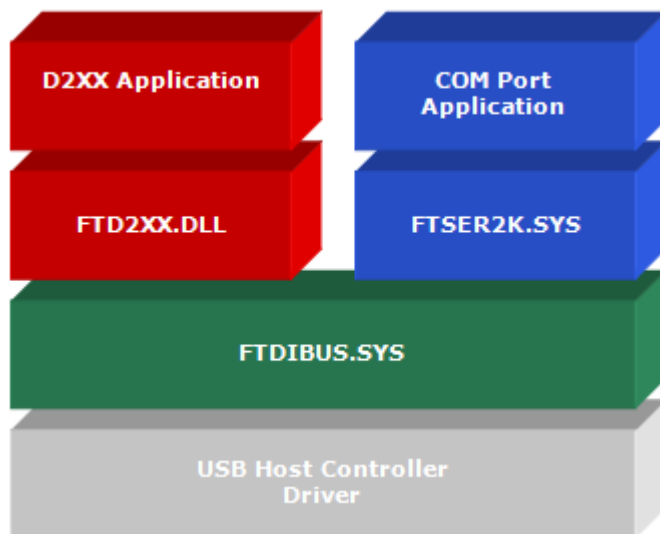 D2XX Application
COM Port
Application
FTD2XX.DLL
FTSER2K.SYS
FTDIBUS.SYS
USB Host Controller
Driver